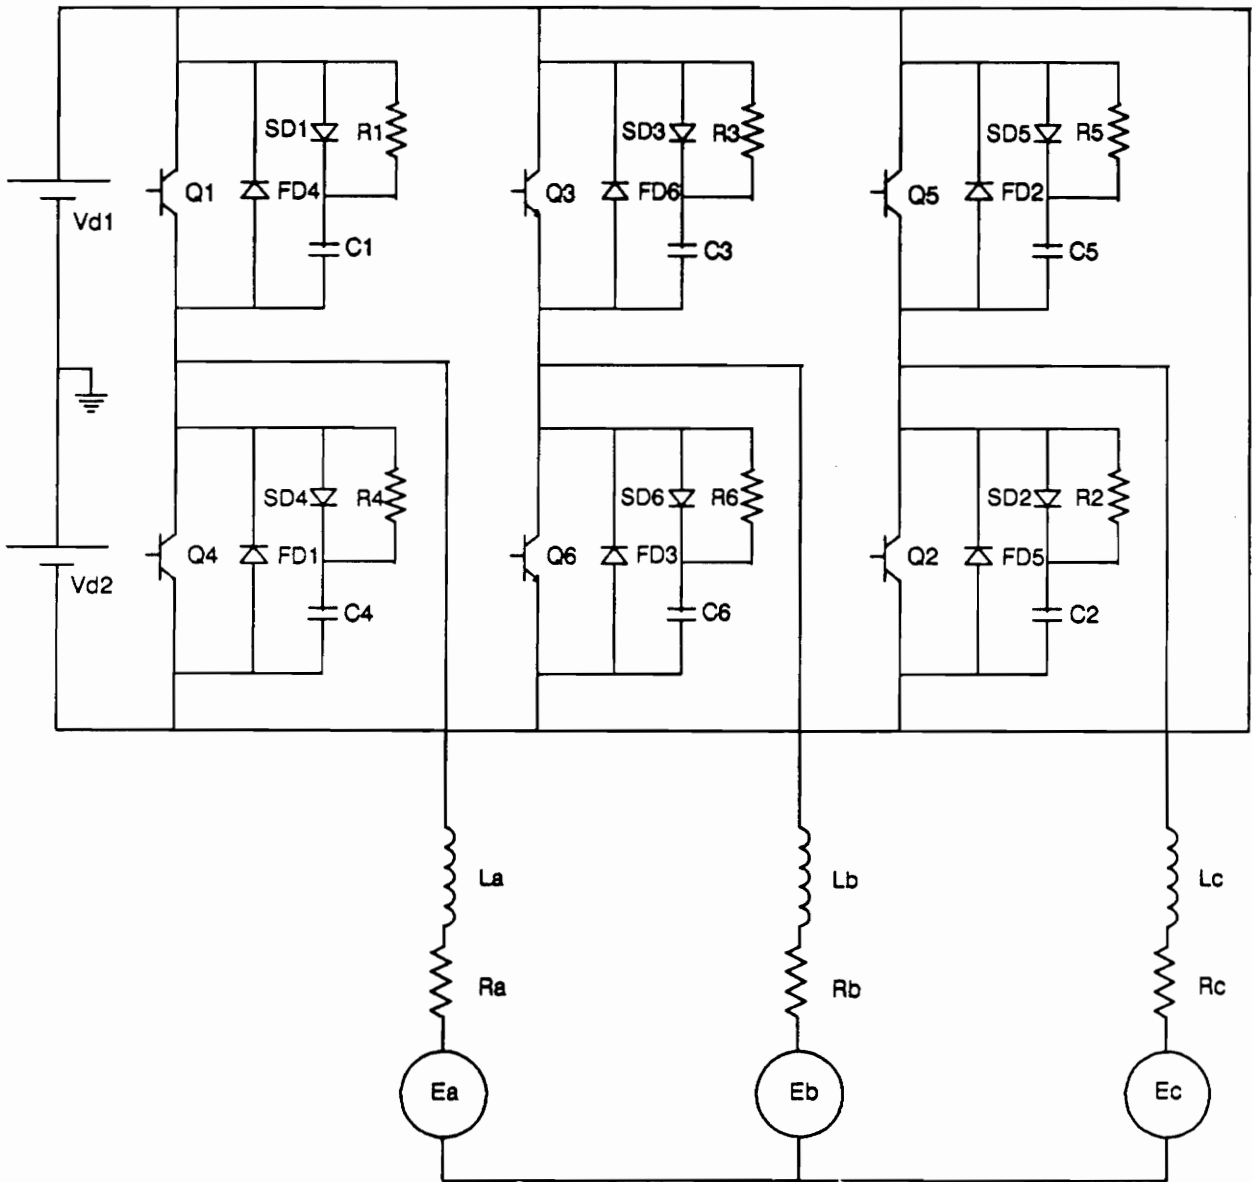 SD1 R1 SD3 R3 SD5 R5
Q1 FD4 Q3 FD6 Q5 FD2
Vd1
C1 C3 C5
SD4 R4 SD6 R6 SD2 R2
Q4 FD1 Q6 FD3 Q2 FD5
Vd2
C4 C6 C2
La Lb Lc
Ra Rb Rc
Ea Eb Ec